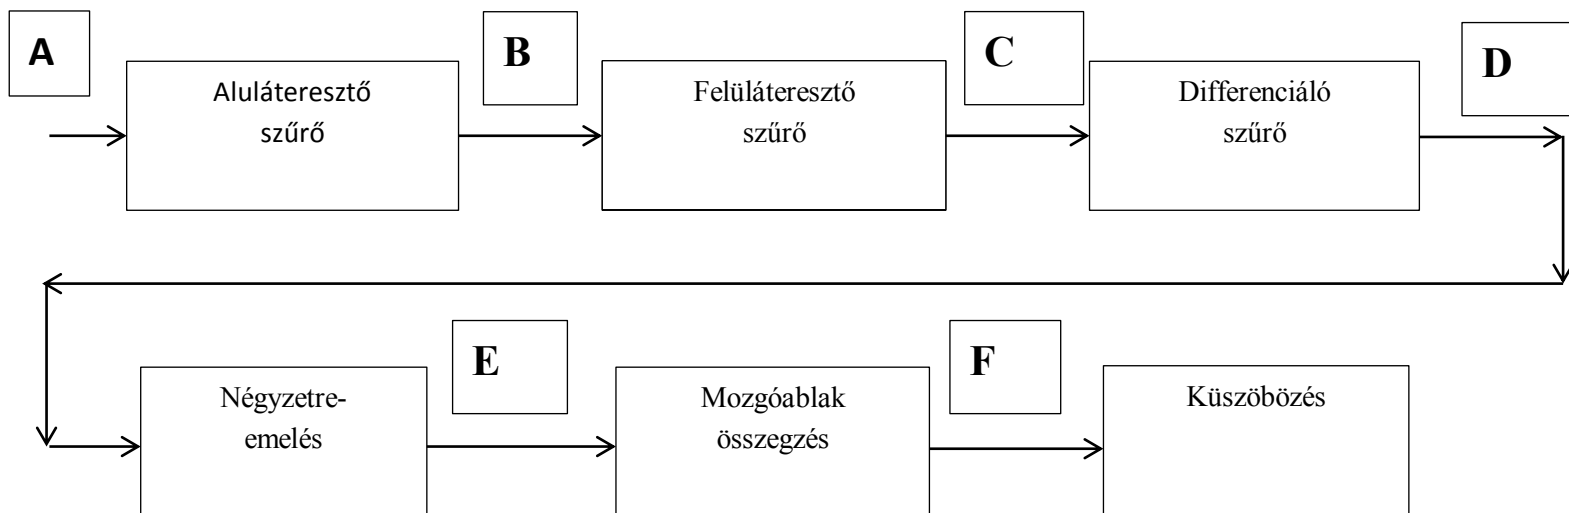 A
Aluláteresztő
szűrő
B
Felüláteresztő
szűrő
C
Differenciáló
szűrő
D
Négyzetre-
emelés
E
Mozgóablak
összegzés
F
Küszöbözés